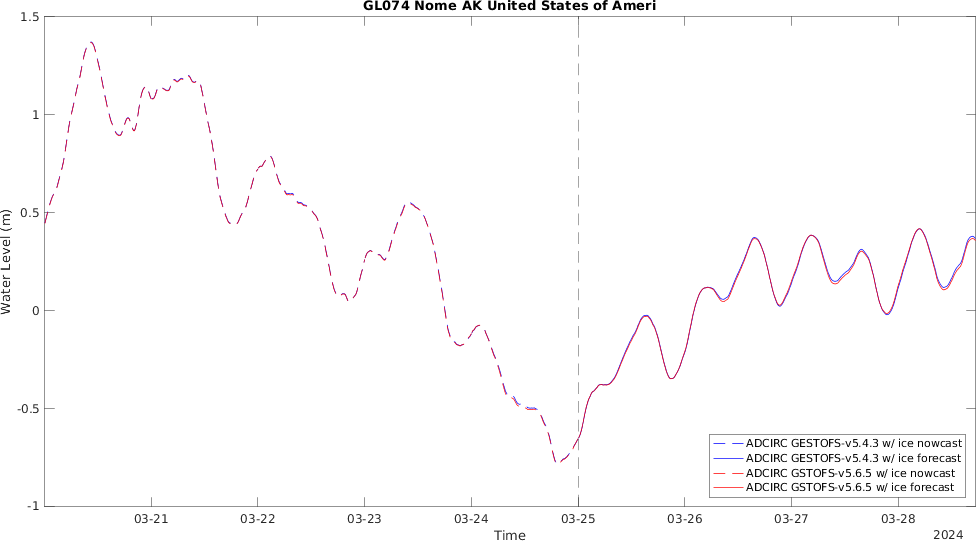 GL074 Nome AK United States of Ameri
1.5
1
0.5
0
-0.5
-1
Water Level (m)
03-21 03-22 03-23 03-24 03-25 03-26 03-27 03-28
Time
2024
ADCIRC GESTOFS-v5.4.3 w/ ice nowcast
ADCIRC GESTOFS-v5.4.3 w/ ice forecast
ADCIRC GSTOFS-v5.6.5 w/ ice nowcast
ADCIRC GSTOFS-v5.6.5 w/ ice forecast